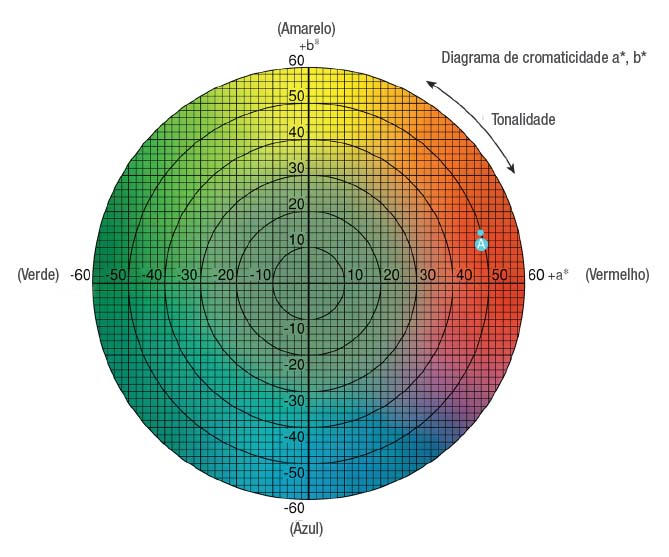 (Amarelo)
+b*
Diagrama de cromaticidade a*, b*
Tonalidade
60
50
40
30
20
10
A
(Verde) -60 -50 -40 -30 -20 -10 10 20 30 40 50 60 +a* (Vermelho)
-10
-20
-30
-40
-50
-60
(Azul)